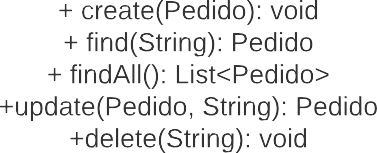 + create(Pedido): void
+ find(String): Pedido
+ findAll(): List<Pedido>
+update(Pedido, String): Pedido
+delete(String): void